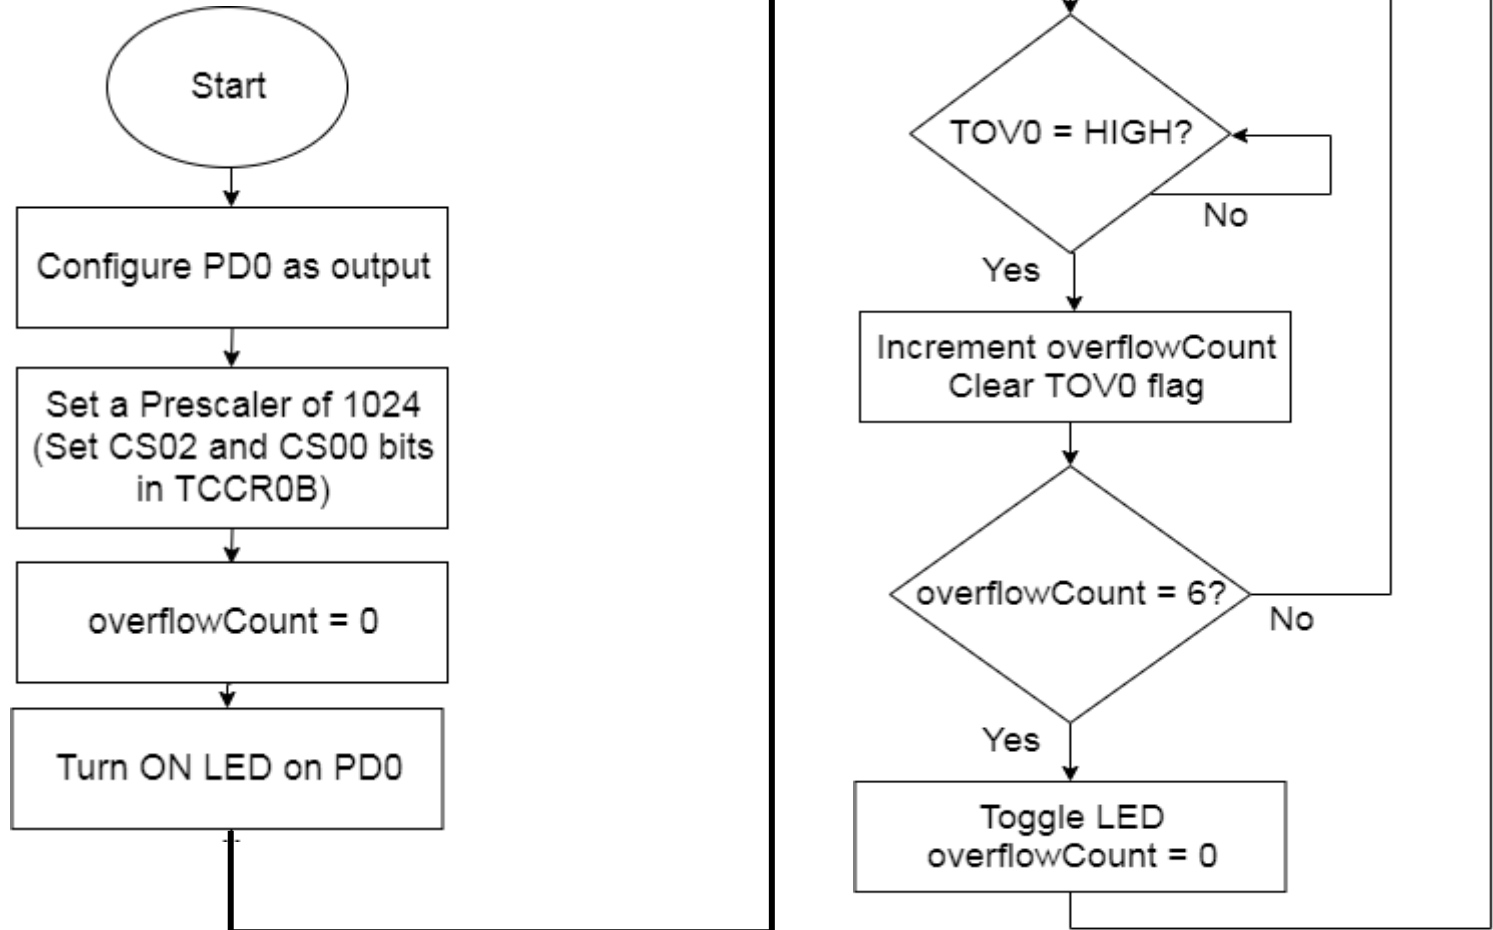 Start
Configure PD0 as output
Set a Prescaler of 1024
(Set CS02 and CS00 bits
in TCCR0B)
overflowCount = 0
Turn ON LED on PD0
TOV0 = HIGH?
No
Yes
Increment overflowCount
Clear TOV0 flag
overflowCount = 6?
No
Yes
Toggle LED
overflowCount = 0